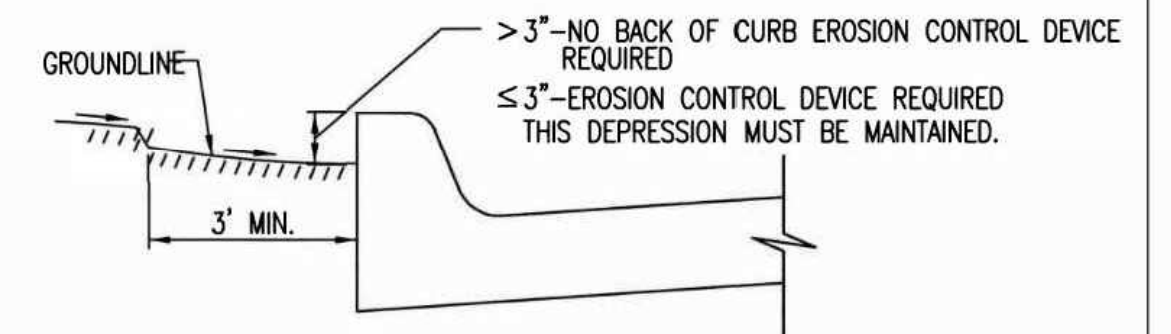 > 3"-NO BACK OF CURB EROSION CONTROL DEVICE
REQUIRED
GROUNDLINE
≤ 3"-EROSION CONTROL DEVICE REQUIRED
THIS DEPRESSION MUST BE MAINTAINED.
3' MIN.